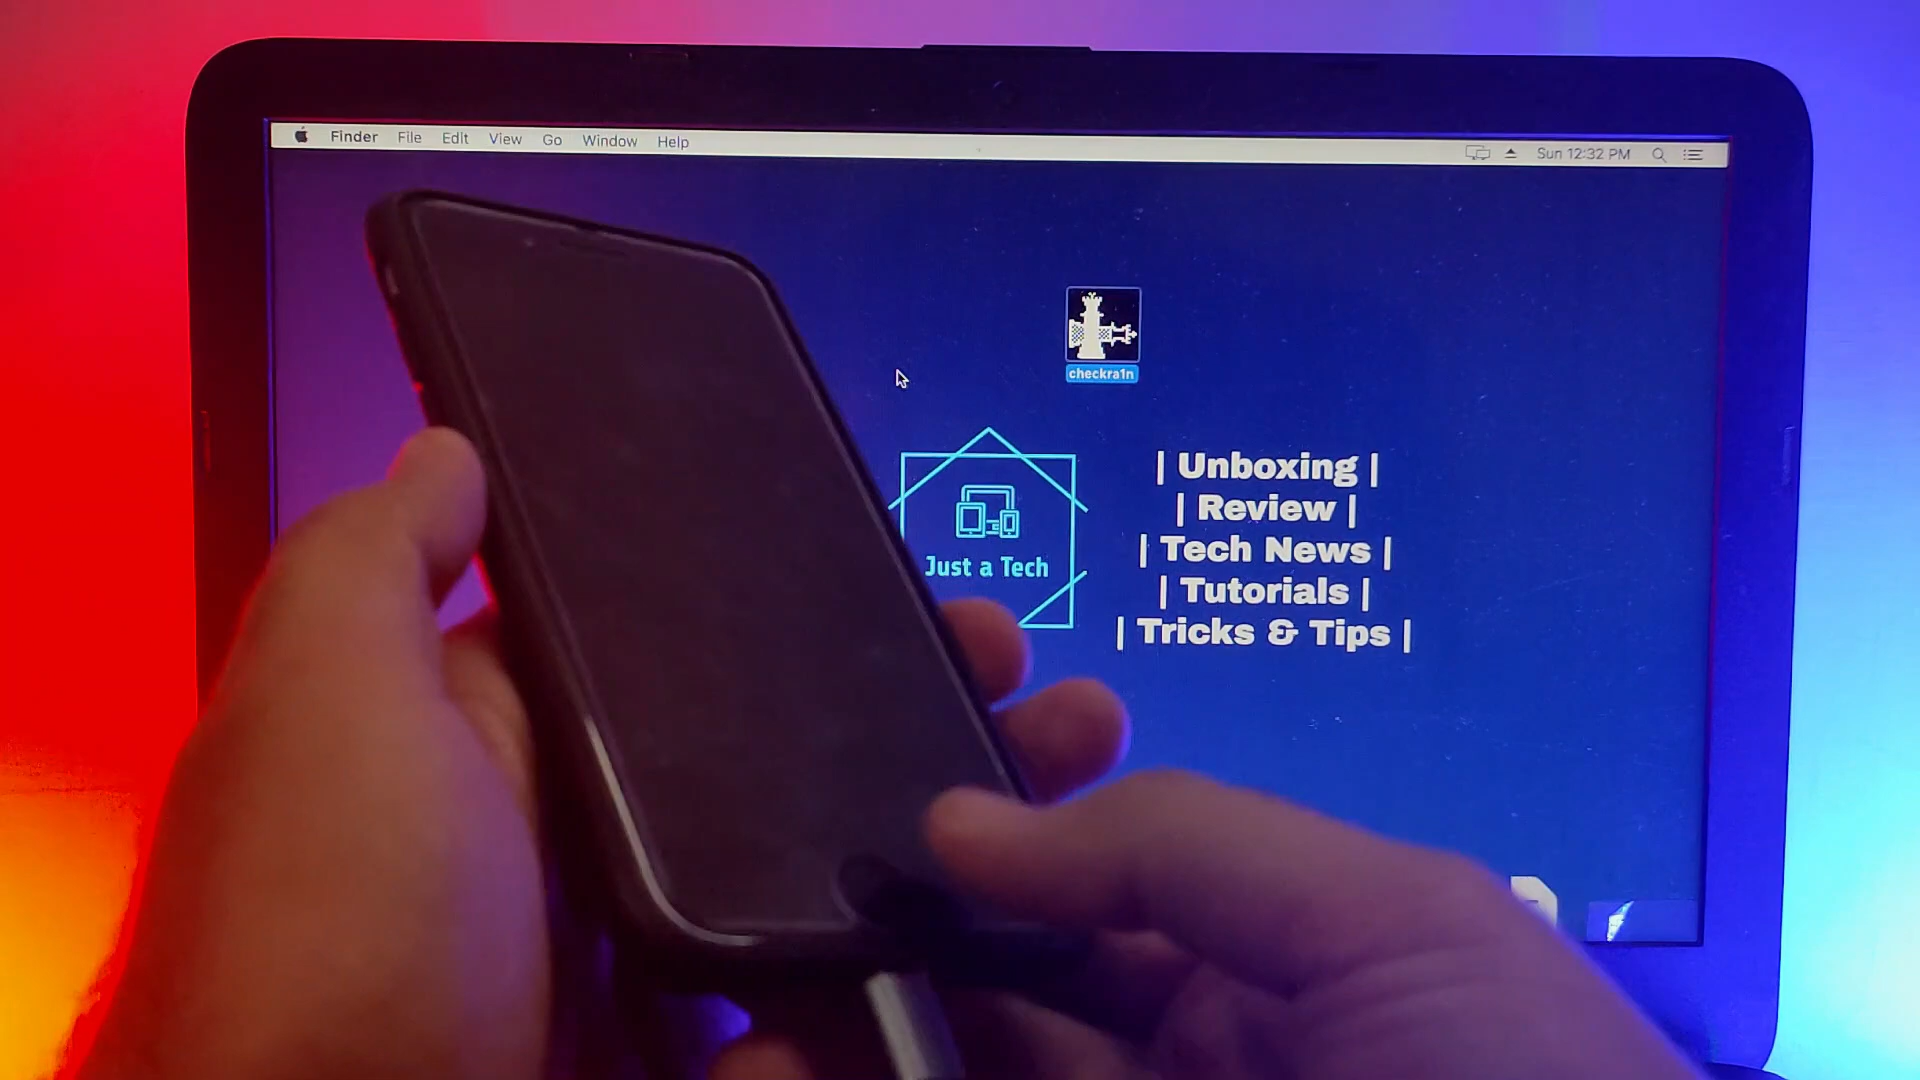 Finder File Edit View Go Window Help
Sun 12:32 PM
checkra1n
Just a Tech
| Unboxing |
| Review |
| Tech News |
| Tutorials |
| Tricks & Tips |